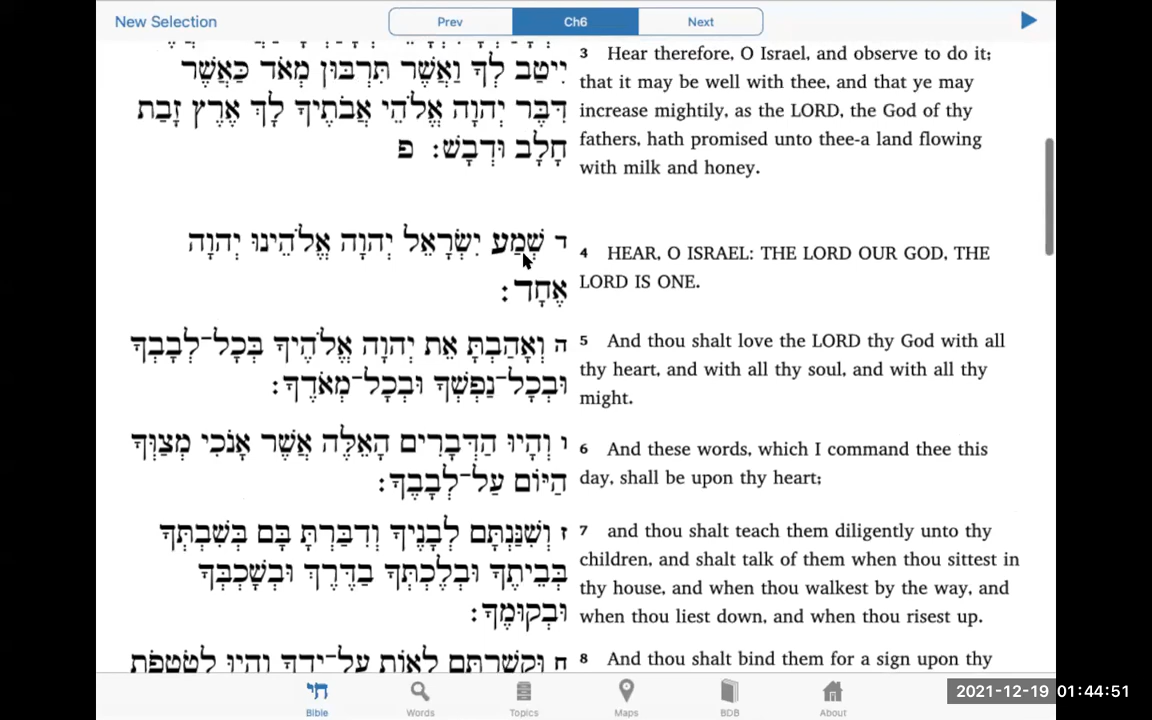 New Selection
Prev
Ch6
Next
יִיטַב לְךָ וַאֲשֶׁר תִּרְבּוּן מְאֹד כַּאֲשֶׁר
דִּבֶּר יְהוָה אֱלֹהֵי אֲבֹתֶיךָ לָךְ אֶרֶץ זָבַת
חָלָב וּדְבָשׁ: פ
3 Hear therefore, O Israel, and observe to do it;
that it may be well with thee, and that ye may
increase mightily, as the LORD, the God of thy
fathers, hath promised unto thee-a land flowing
with milk and honey.
ד שְׁמַע יִשְׂרָאֵל יְהוָה אֱלֹהֵינוּ יְהוָה
אֶחָד:
4 HEAR, O ISRAEL: THE LORD OUR GOD, THE
LORD IS ONE.
ה וְאָהַבְתָּ אֵת יְהוָה אֱלֹהֶיךָ בְּכָל־לְבָבְךָ
וּבְכָל־נַפְשְׁךָ וּבְכָל־מְאֹדֶךָ:
5 And thou shalt love the LORD thy God with all
thy heart, and with all thy soul, and with all thy
might.
ו וְהָיוּ הַדְּבָרִים הָאֵלֶּה אֲשֶׁר אָנֹכִי מְצַוְּךָ
הַיּוֹם עַל־לְבָבֶךָ:
6 And these words, which I command thee this
day, shall be upon thy heart;
ז וְשִׁנַּנְתָּם לְבָנֶיךָ וְדִבַּרְתָּ בָּם בְּשִׁבְתְּךָ
בְּבֵיתֶךָ וּבְלֶכְתְּךָ בַדֶּרֶךְ וּבְשָׁכְבְּךָ
וּבְקוּמֶךָ:
7 and thou shalt teach them diligently unto thy
children, and shalt talk of them when thou sittest in
thy house, and when thou walkest by the way, and
when thou liest down, and when thou risest up.
ח וּקְשַׁרְתָּם לְאוֹת עַל־יָדֶךָ וְהָיוּ לְטֹטָפֹת
8 And thou shalt bind them for a sign upon thy
חי
Bible
Words
Topics
Maps
BDB
About
2021-12-19 01:44:51